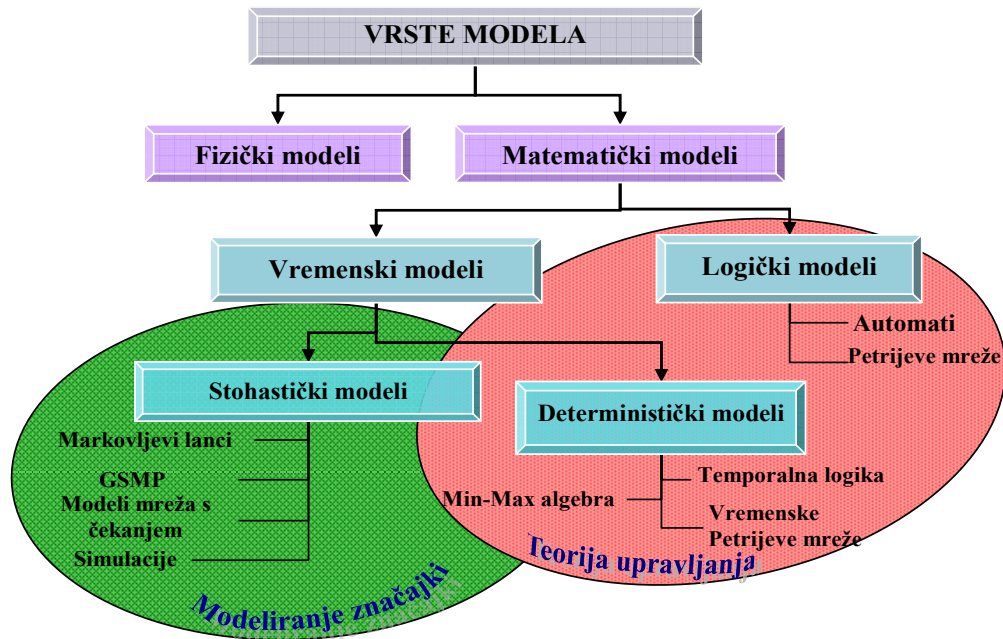 VRSTE MODELA
Fizički modeli
Matematički modeli
Vremenski modeli
Logički modeli
Automati
Petrijeve mreže
Stohastički modeli
Deterministički modeli
Markovljevi lanci
GSMP
Modeli mreža s
čekanjem
Simulacije
Temporalna logika
Min-Max algebra
Vremenske
Petrijeve mreže
Teorija upravljanja
Modeliranje značajki